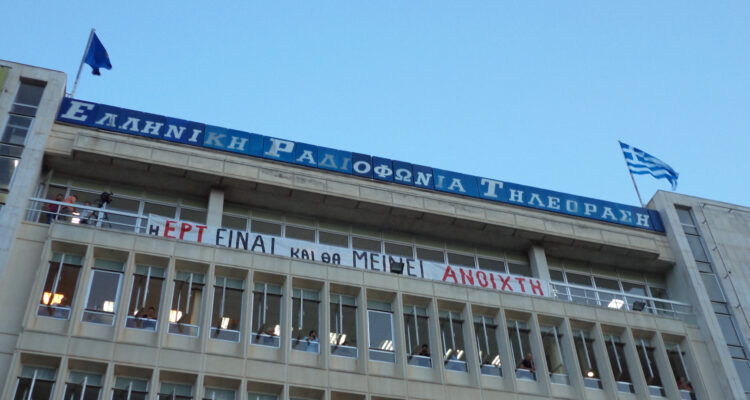 ΕΛΛΗΝΙΚΗ ΡΑΔΙΟΦΩΝΙΑ ΤΗΛΕΟΡΑΣΗ
Η ΕΡΤ ΕΙΝΑΙ ΚΑΙ ΘΑ ΜΕΙΝΕΙ ΑΝΟΙΧΤΗ